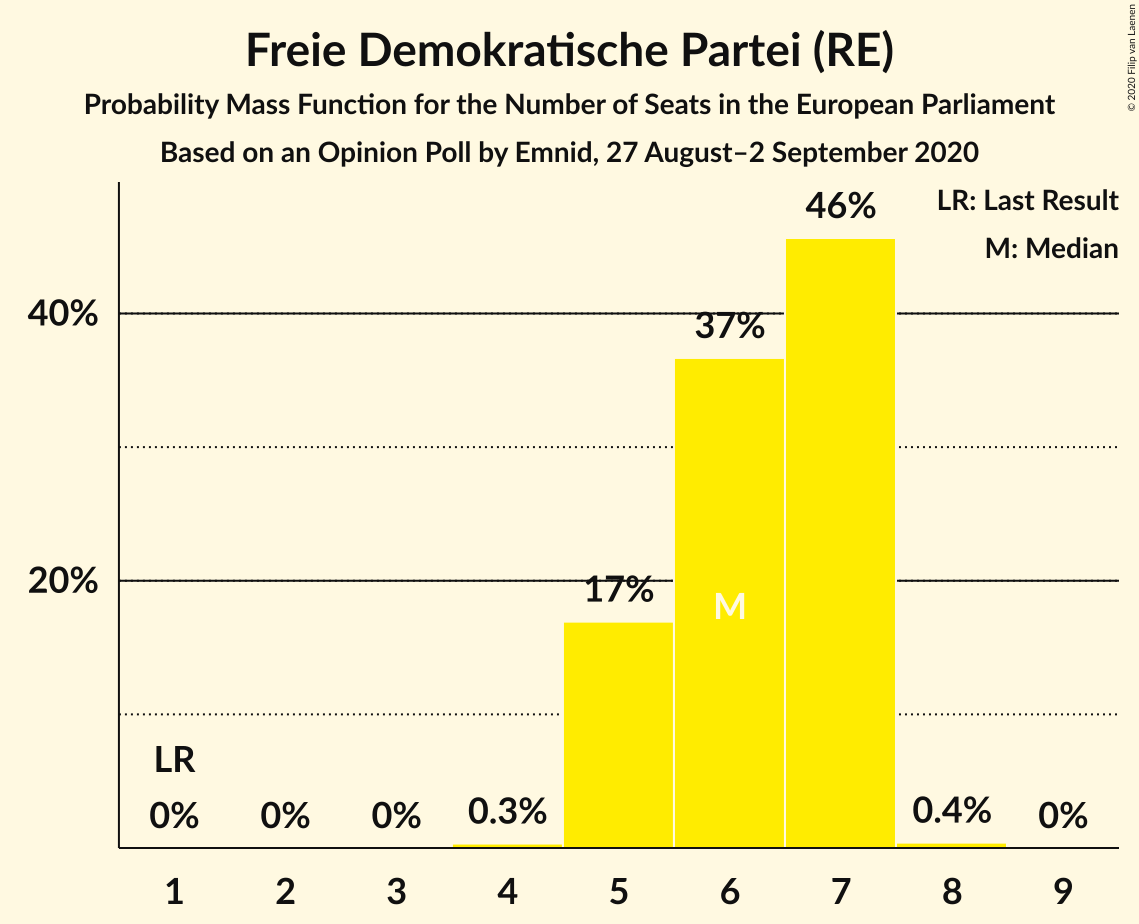 Freie Demokratische Partei (RE)
Probability Mass Function for the Number of Seats in the European Parliament
Based on an Opinion Poll by Emnid, 27 August–2 September 2020
© 2020 Filip van Laenen
LR: Last Result
M: Median
46%
40%
37%
20%
17%
M
LR
0%
0%
0%
0.3%
0.4%
0%
1 2 3 4 5 6 7 8 9